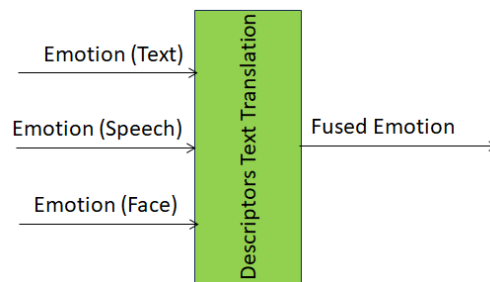 Emotion (Text)
Emotion (Speech)
Emotion (Face)
Descriptors Text Translation
Fused Emotion